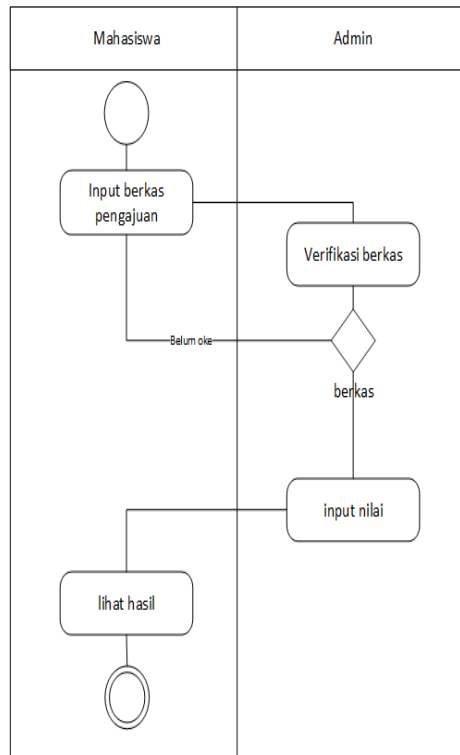 Mahasiswa
Admin
Input berkas
pengajuan
Verifikasi berkas
Belum oke
berkas
input nilai
lihat hasil